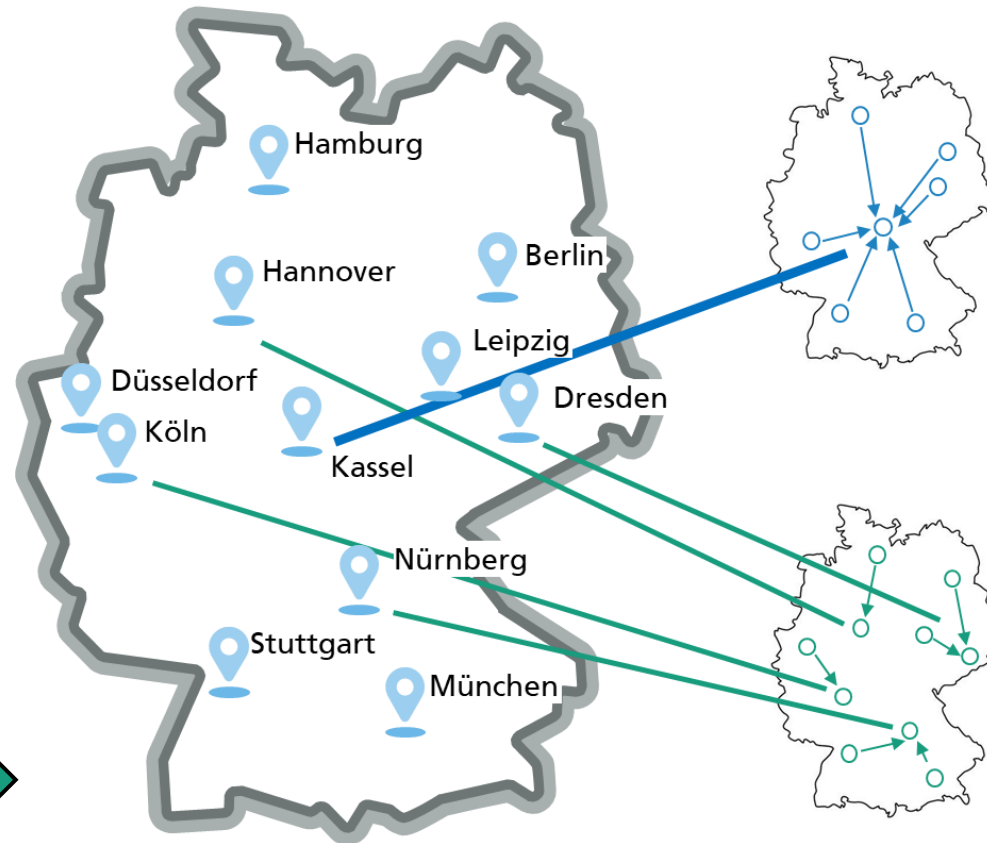 Hamburg
Hannover
Berlin
Leipzig
Düsseldorf
Dresden
Köln
Kassel
Nürnberg
Stuttgart
München